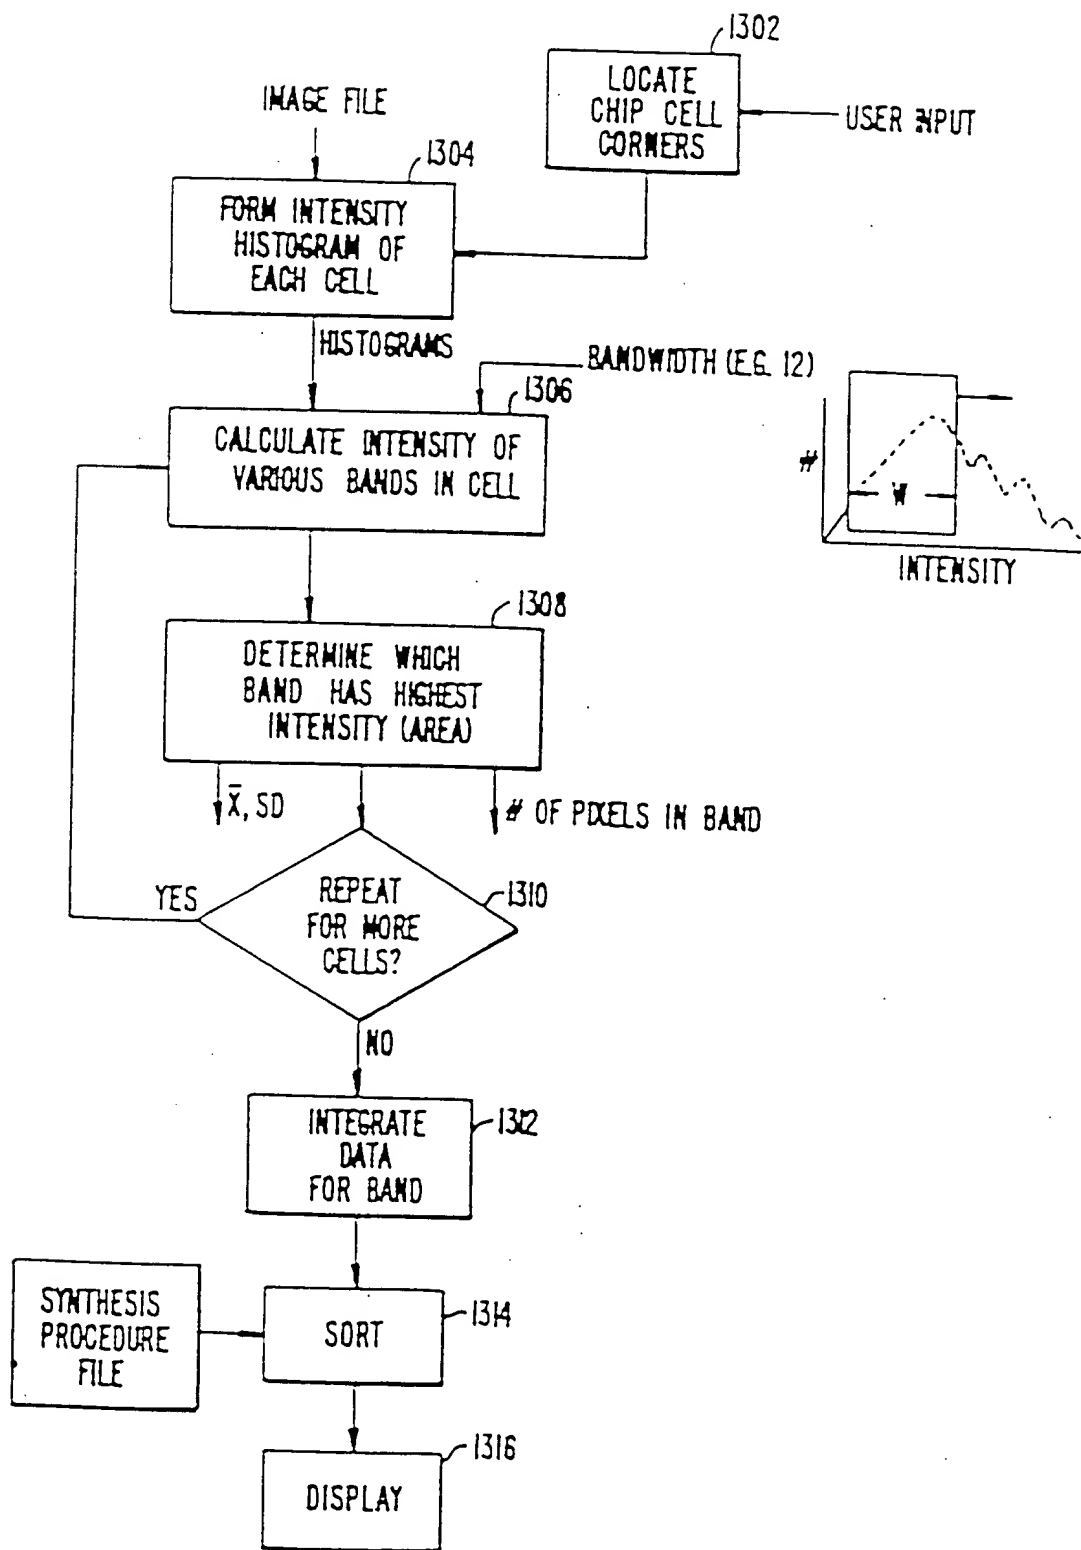 1302
LOCATE
CHIP CELL
CORNERS
USER INPUT
IMAGE FILE
1304
FORM INTENSITY
HISTOGRAM OF
EACH CELL
HISTOGRAMS
BANDWIDTH (E.G. 12)
1306
CALCULATE INTENSITY OF
VARIOUS BANDS IN CELL
#
W
INTENSITY
1308
DETERMINE WHICH
BAND HAS HIGHEST
INTENSITY (AREA)
X̄, SD
# OF PIXELS IN BAND
YES
REPEAT
FOR MORE
CELLS?
1310
NO
INTEGRATE
DATA
FOR BAND
1312
SYNTHESIS
PROCEDURE
FILE
SORT
1314
DISPLAY
1316